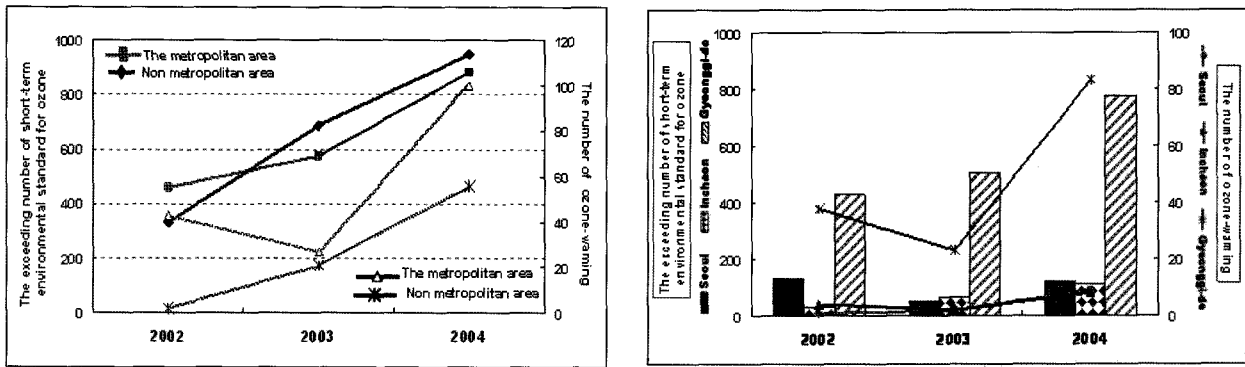 The exceeding number of short-term
environmental standard for ozone
1000
800
600
400
200
0
The metropolitan area
Non metropolitan area
The metropolitan area
Non metropolitan area
2002
2003
2004
120
100
80
60
40
20
0
The number of ozone-warning
The exceeding number of short-term
environmental standard for ozone
Seoul
Incheon
Gyeonggi-do
1000
800
600
400
200
0
2002
2003
2004
100
80
60
40
20
0
Seoul
Incheon
Gyeonggi-do
The number of ozone-warning